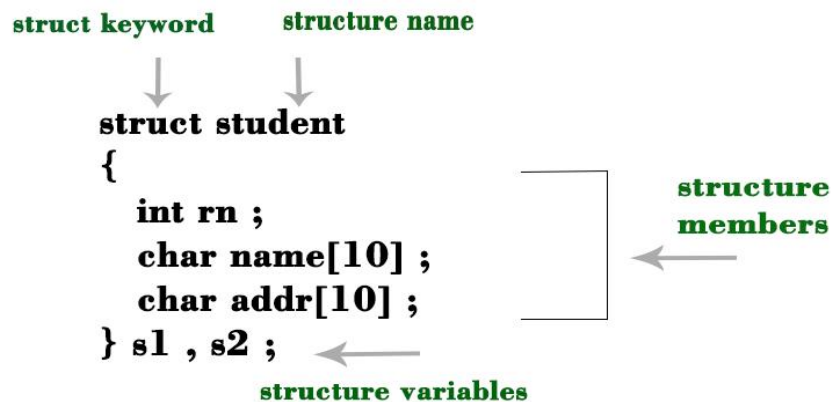 struct keyword structure name
struct student
{
int rn ;
char name[10] ;
char addr[10] ;
structure
members
} s1 , s2 ;
structure variables